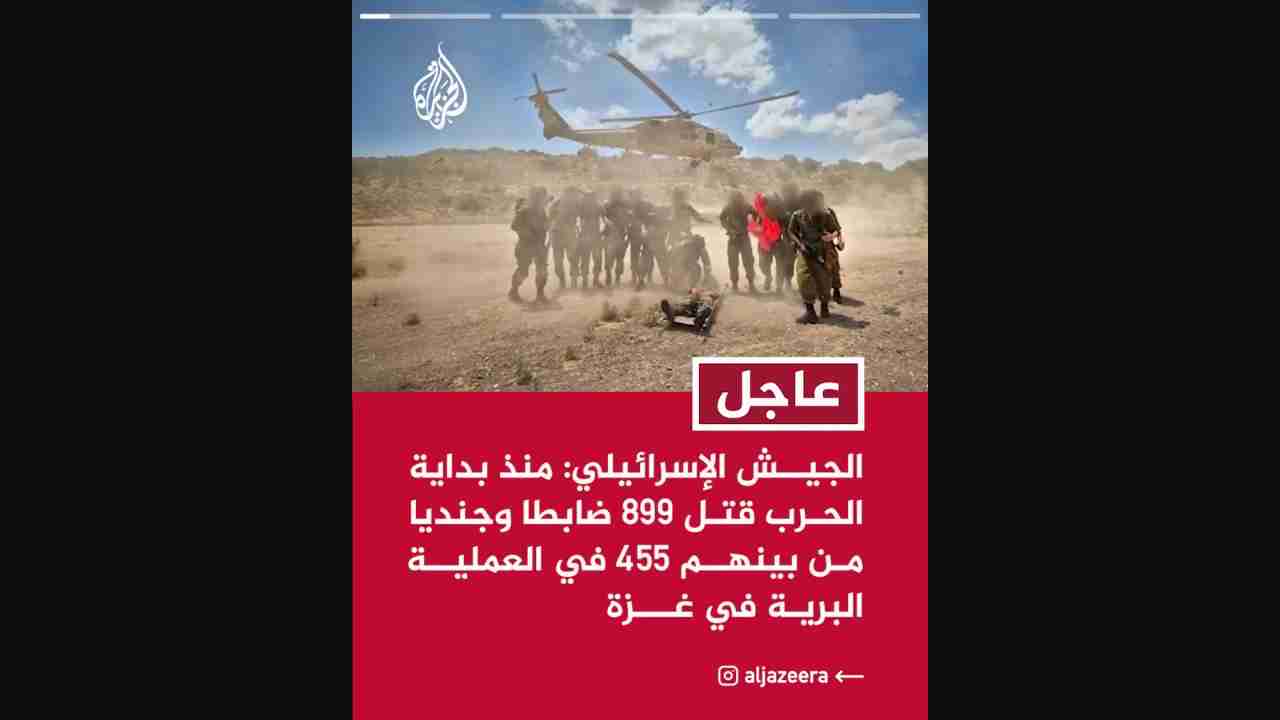 الجزيرة
عاجل
الجيش الإسرائيلي: منذ بداية
الحرب قتل 899 ضابطا وجنديا
من بينهم 455 في العملية
البرية في غزة
aljazeera